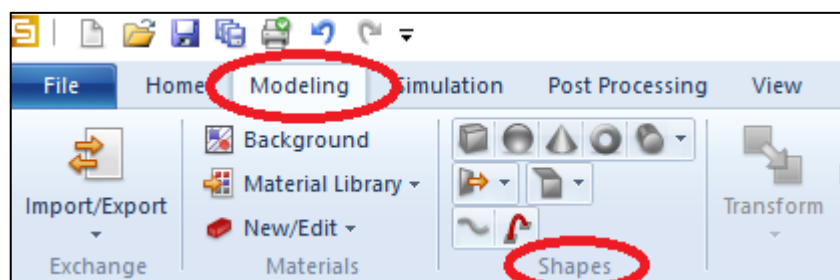 File Home Modeling Simulation Post Processing View
Background
Material Library
Import/Export
New/Edit
Transform
Exchange Materials Shapes